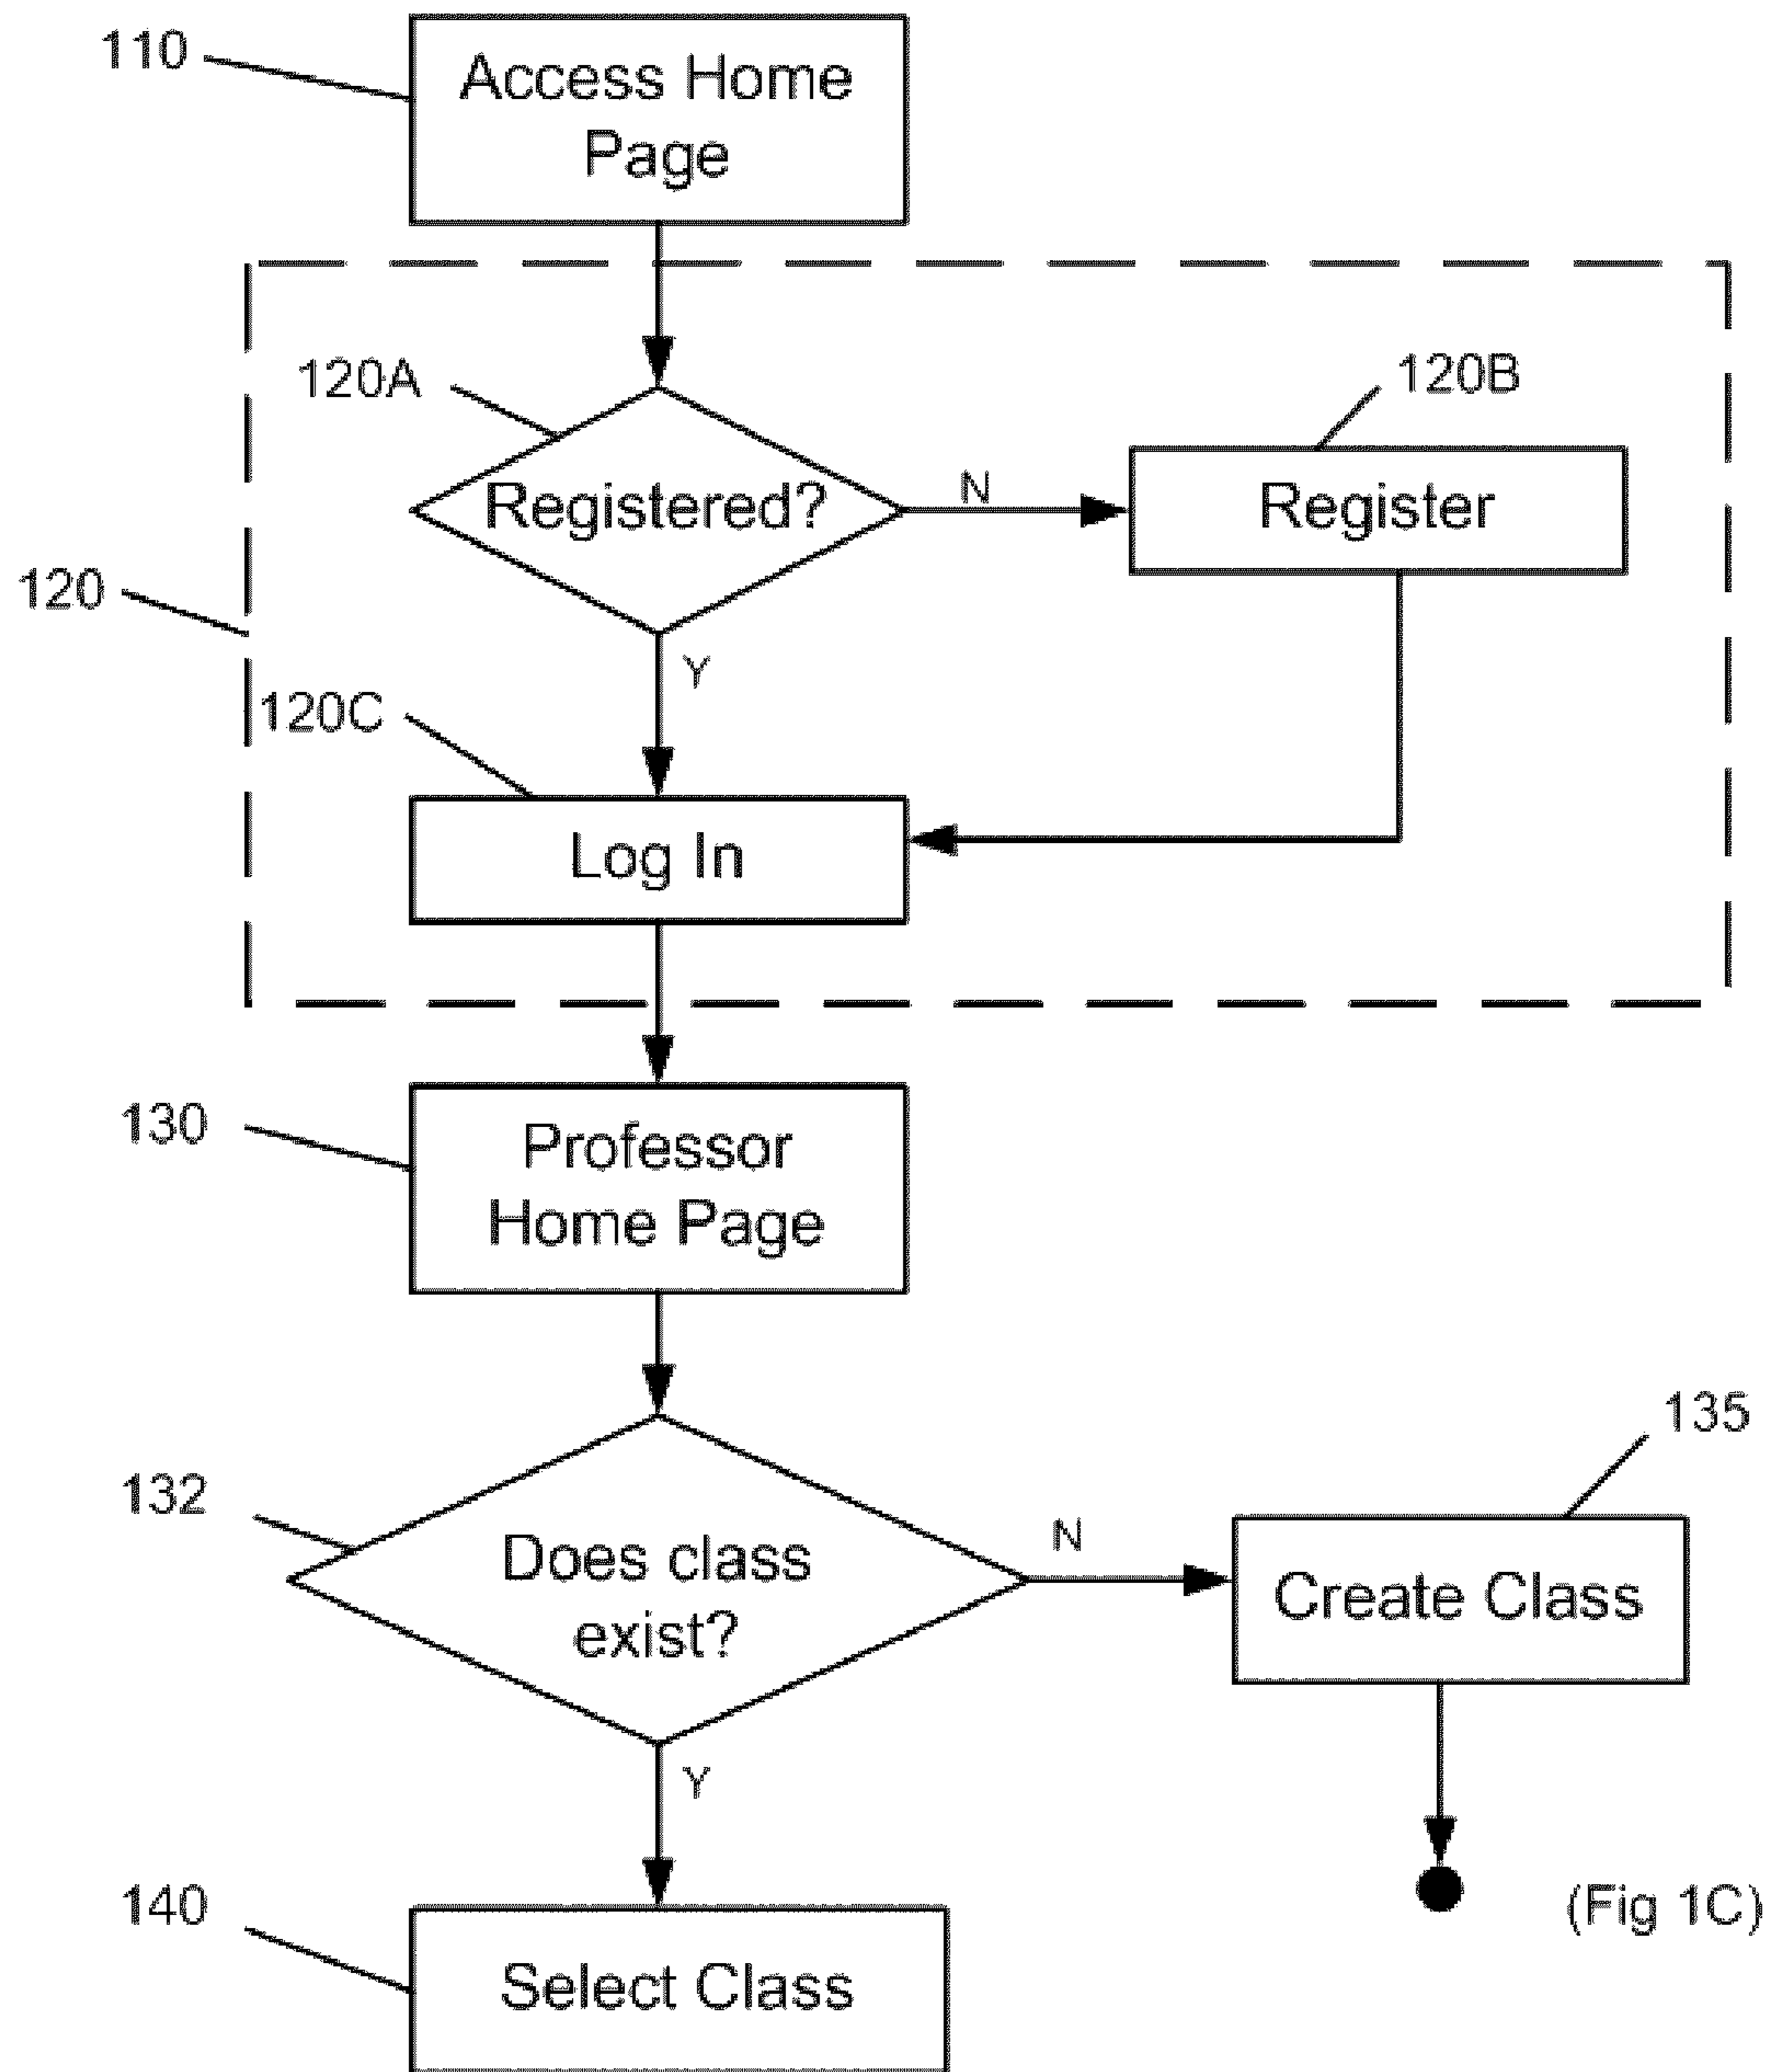 110
Access Home
Page
120A
120B
Registered?
N
Register
120
Y
120C
Log In
130
Professor
Home Page
135
132
Does class
exist?
N
Create Class
Y
140
(Fig 1C)
Select Class